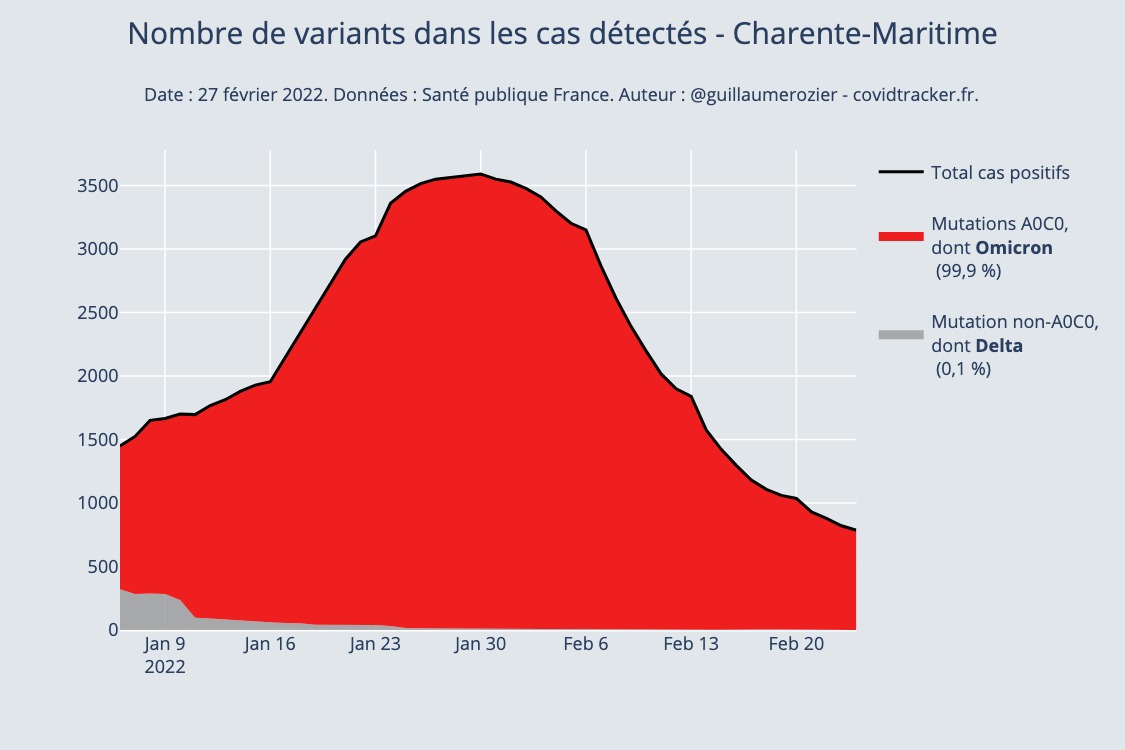 Nombre de variants dans les cas détectés - Charente-Maritime
Date : 27 février 2022. Données : Santé publique France. Auteur : @guillaumerozier - covidtracker.fr.
3500
3000
2500
2000
1500
1000
500
0
Jan 9
2022
Jan 16
Jan 23
Jan 30
Feb 6
Feb 13
Feb 20
Total cas positifs
Mutations A0C0,
dont Omicron
(99,9 %)
Mutation non-A0C0,
dont Delta
(0,1 %)